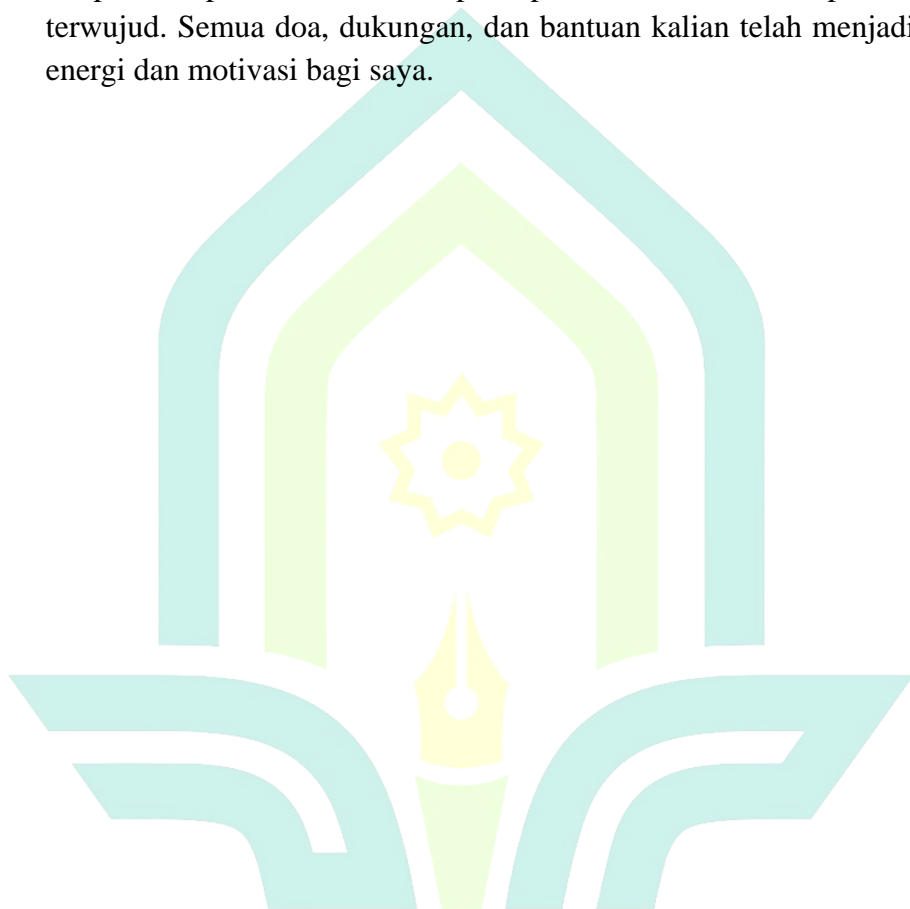 terwujud. Semua doa, dukungan, dan bantuan kalian telah menjadi
energi dan motivasi bagi saya.